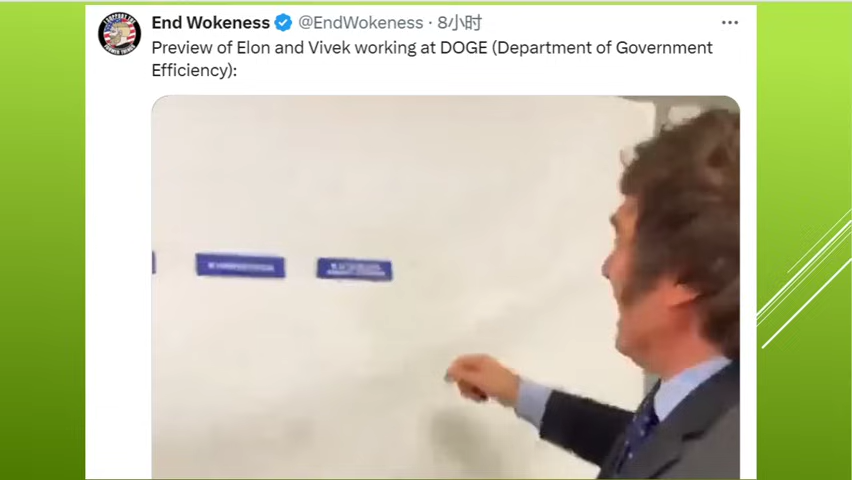 End Wokeness @EndWokeness · 8小时
Preview of Elon and Vivek working at DOGE (Department of Government
Efficiency):